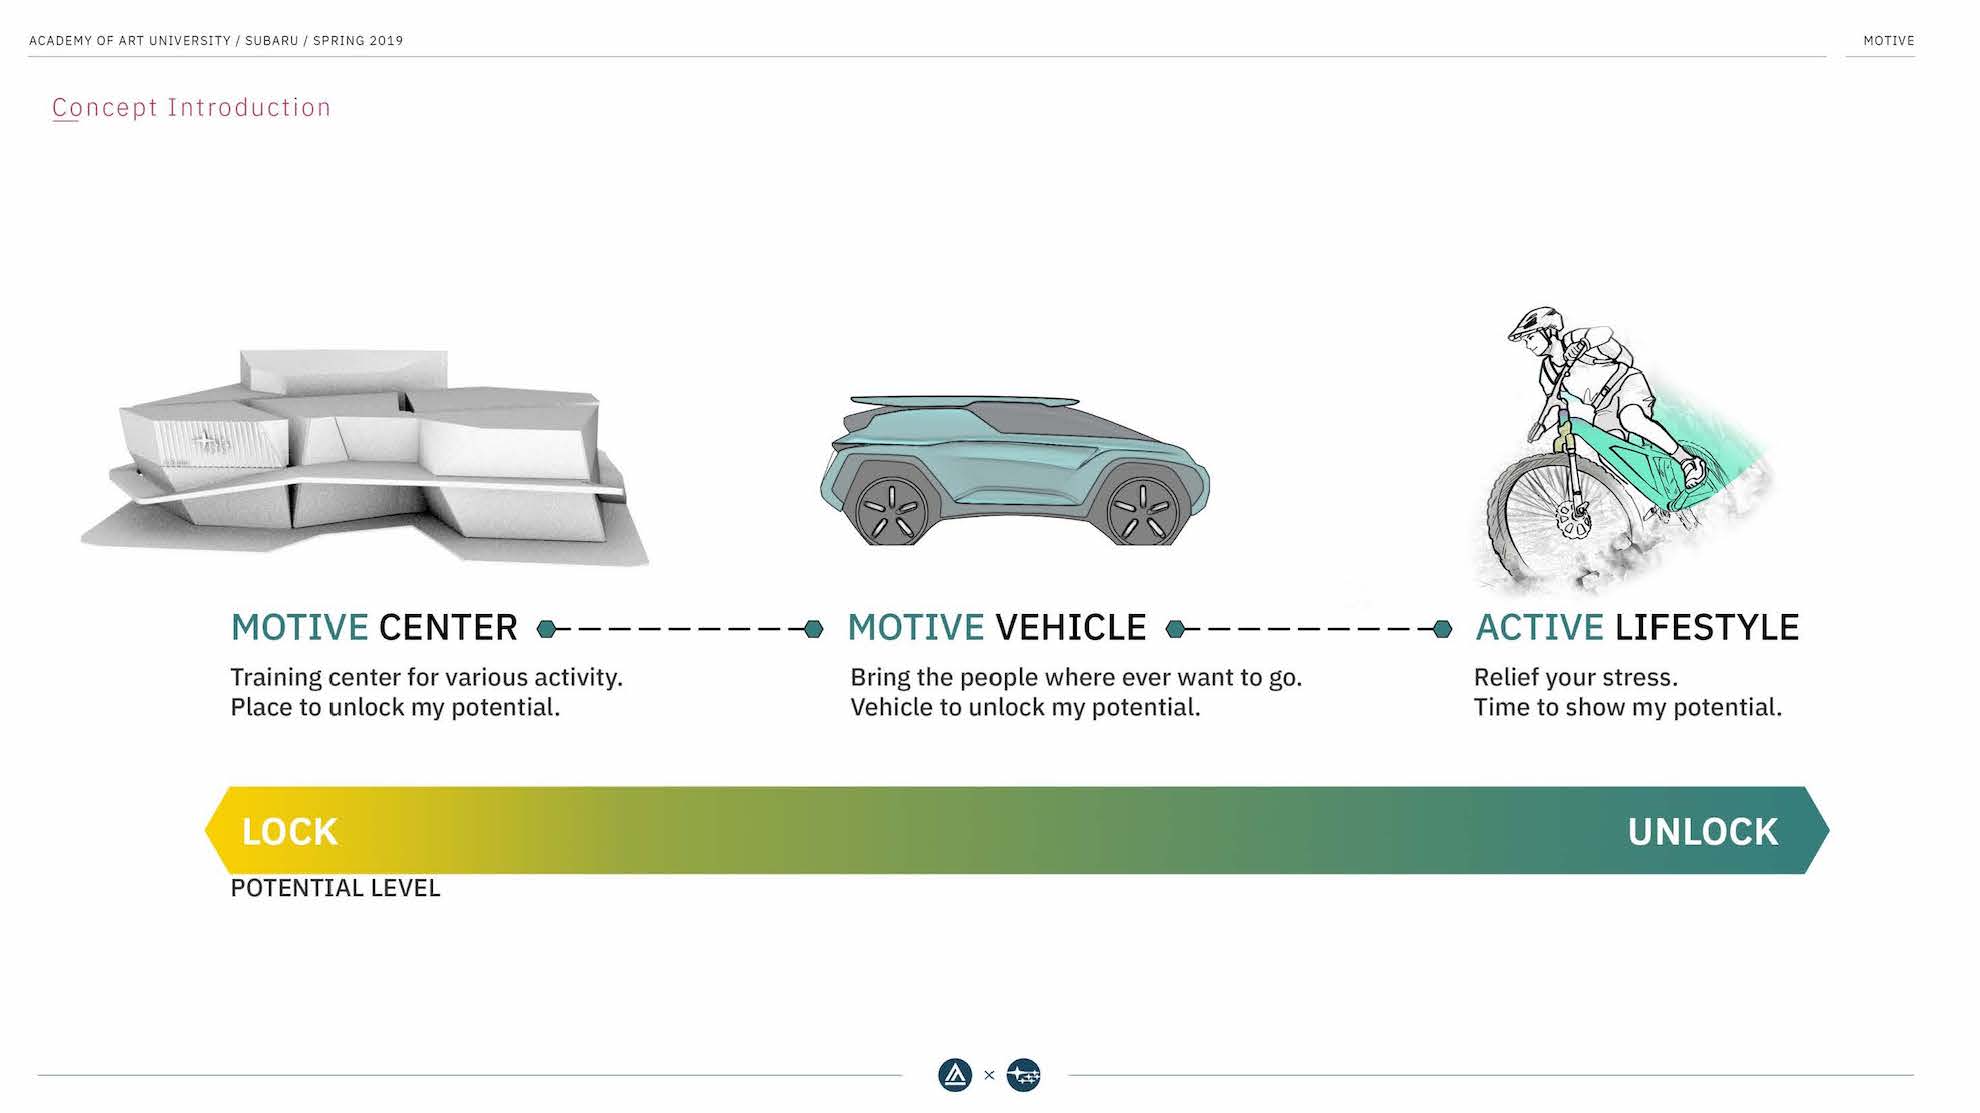 ACADEMY OF ART UNIVERSITY / SUBARU / SPRING 2019
MOTIVE
Concept Introduction
MOTIVE CENTER
Training center for various activity.
Place to unlock my potential.
MOTIVE VEHICLE
Bring the people where ever want to go.
Vehicle to unlock my potential.
ACTIVE LIFESTYLE
Relief your stress.
Time to show my potential.
LOCK
UNLOCK
POTENTIAL LEVEL
×